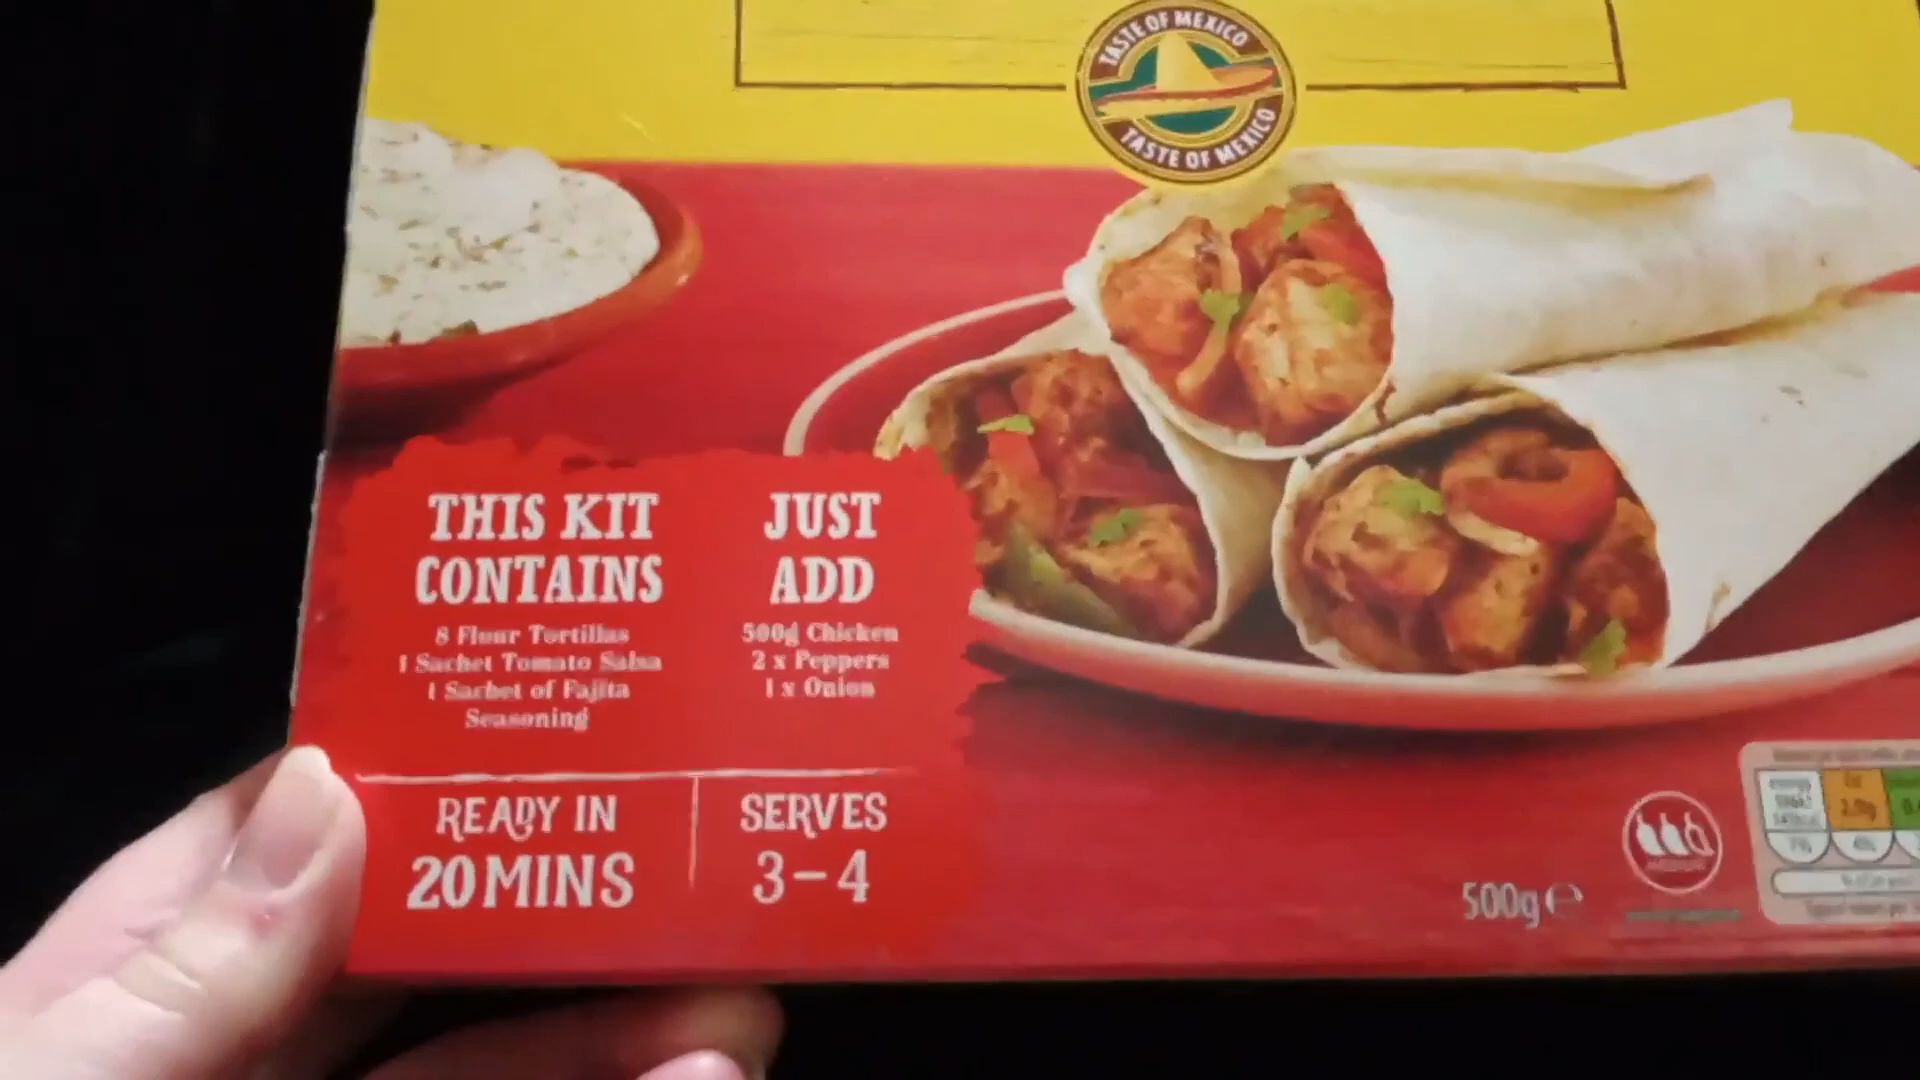 TASTE OF MEXICO
TASTE OF MEXICO
THIS KIT
CONTAINS
8 Flour Tortillas
1 Sachet Tomato Salsa
1 Sachet of Fajita
Seasoning
JUST
ADD
500g Chicken
2 x Peppers
1 x Onion
READY IN
20 MINS
SERVES
3-4
500g e